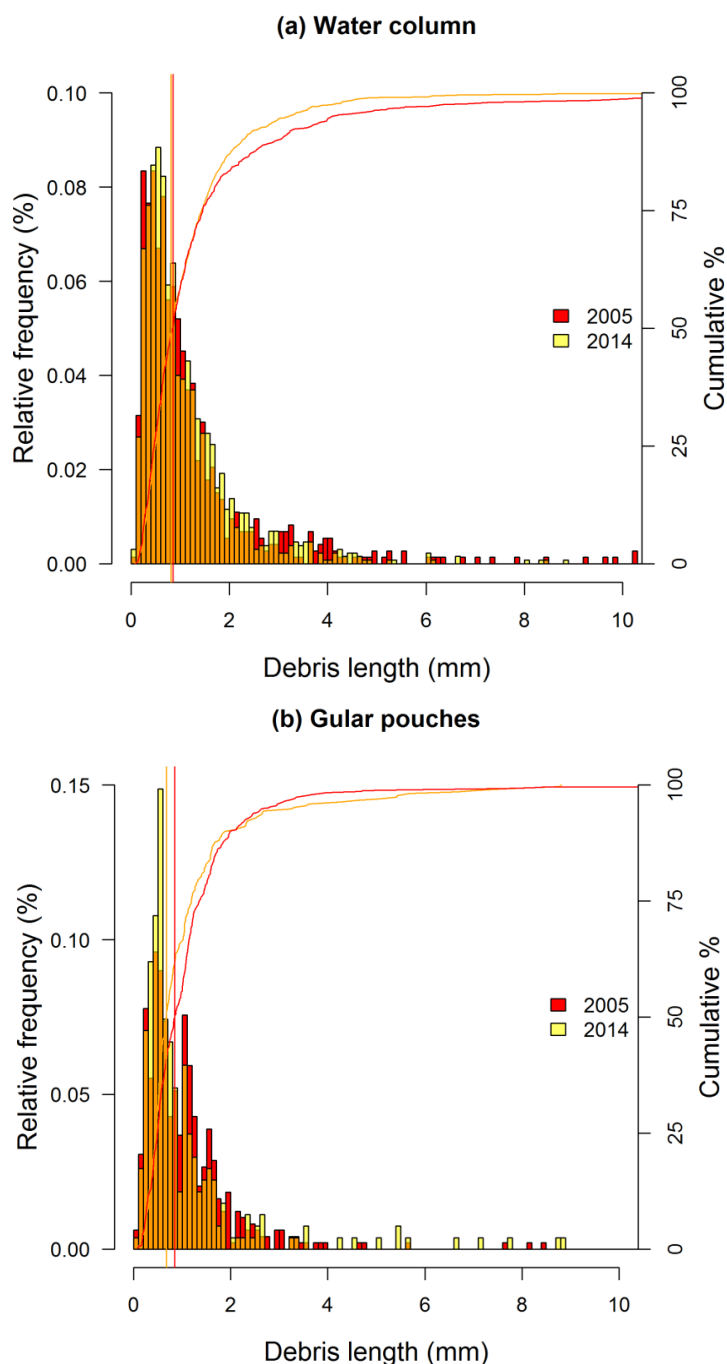 (a) Water column
0.10
0.08
0.06
0.04
0.02
0.00
Relative frequency (%)
100
75
50
25
0
Cumulative %
2005
2014
0 2 4 6 8 10
Debris length (mm)
(b) Gular pouches
0.15
0.10
0.05
0.00
Relative frequency (%)
100
75
50
25
0
Cumulative %
2005
2014
0 2 4 6 8 10
Debris length (mm)